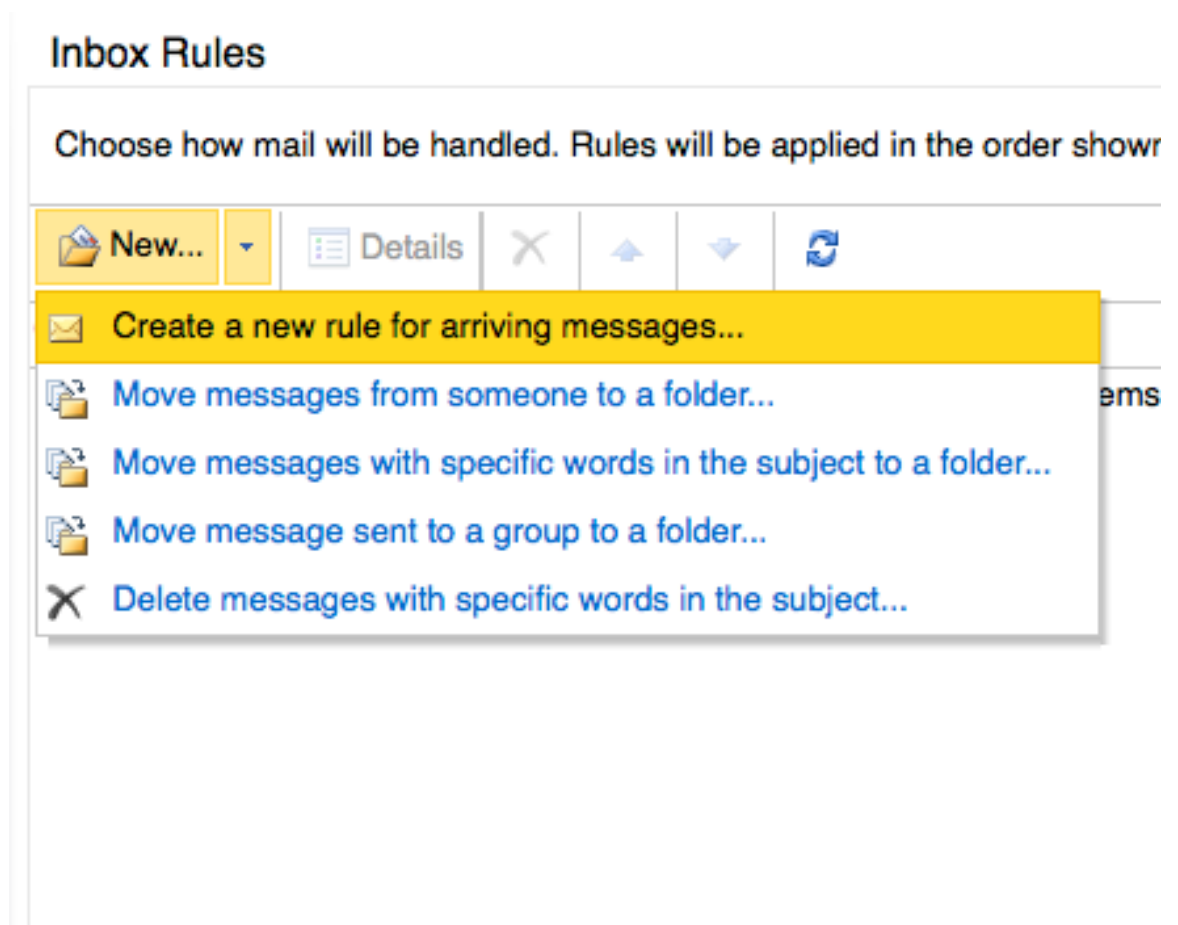 Inbox Rules
Choose how mail will be handled. Rules will be applied in the order shown
New...
Details
Create a new rule for arriving messages...
Move messages from someone to a folder...
ems
Move messages with specific words in the subject to a folder...
Move message sent to a group to a folder...
Delete messages with specific words in the subject...